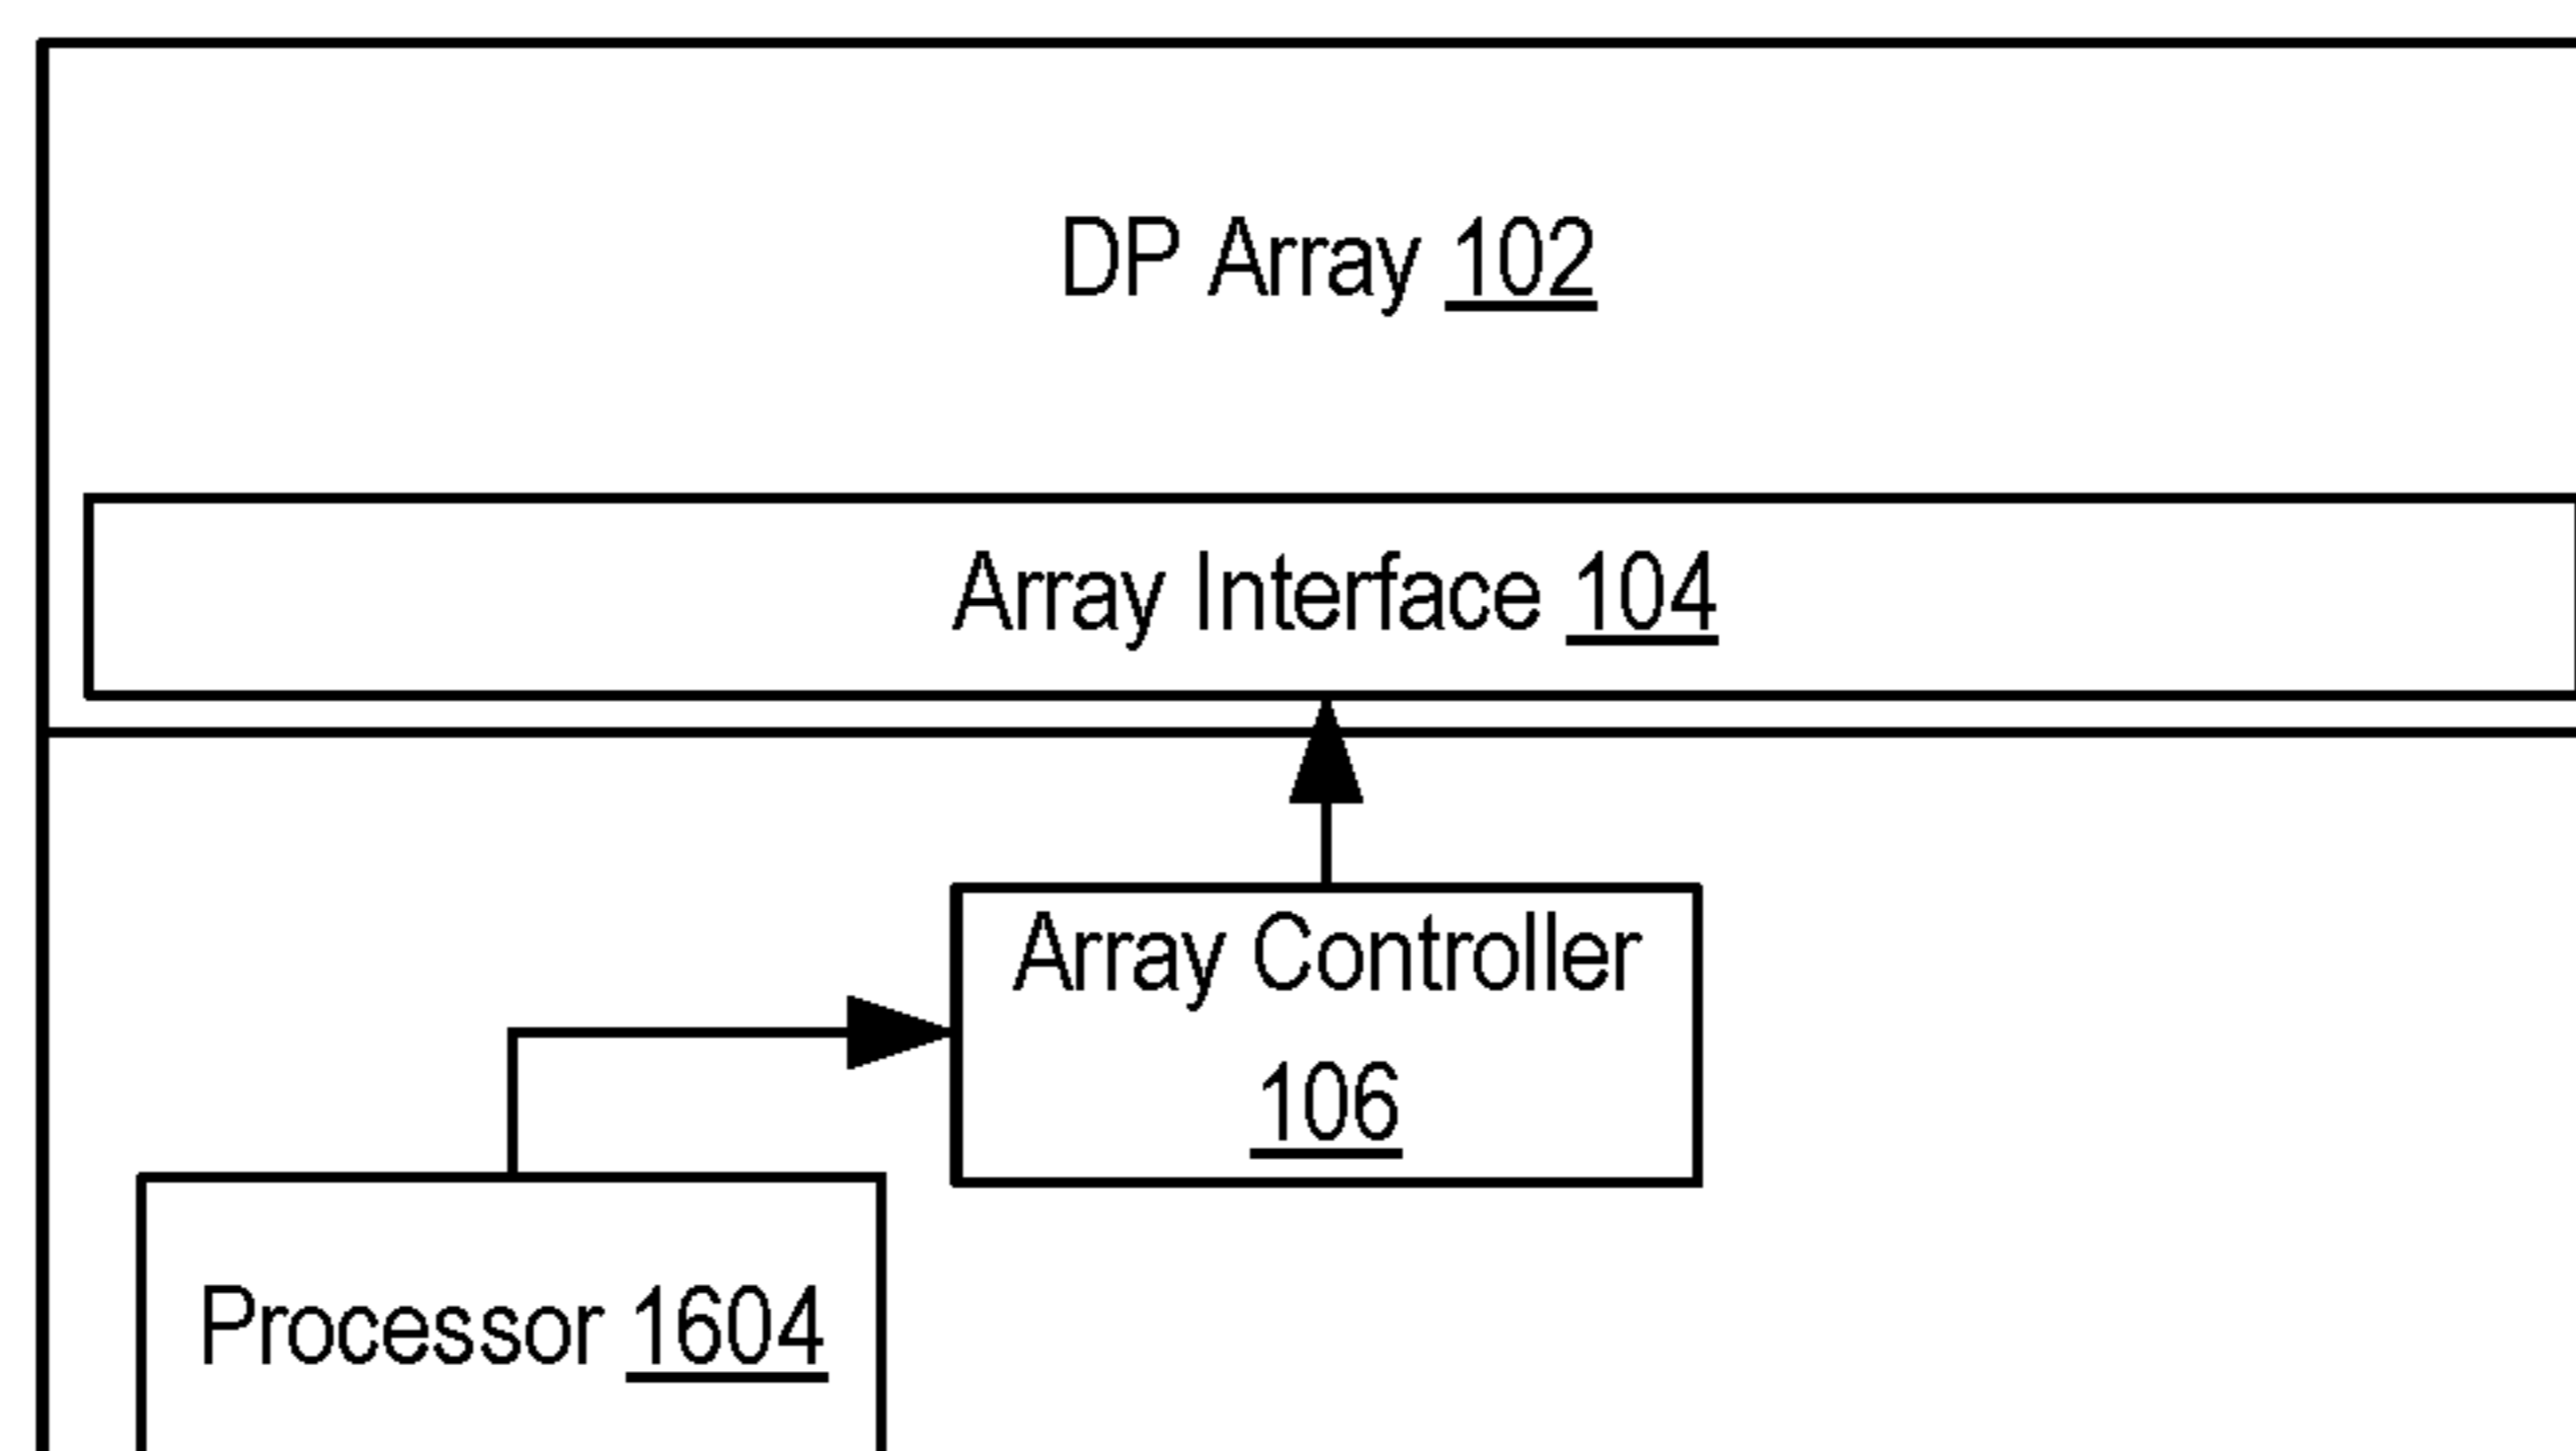 DP Array 102
Array Interface 104
Array Controller
106
Processor 1604